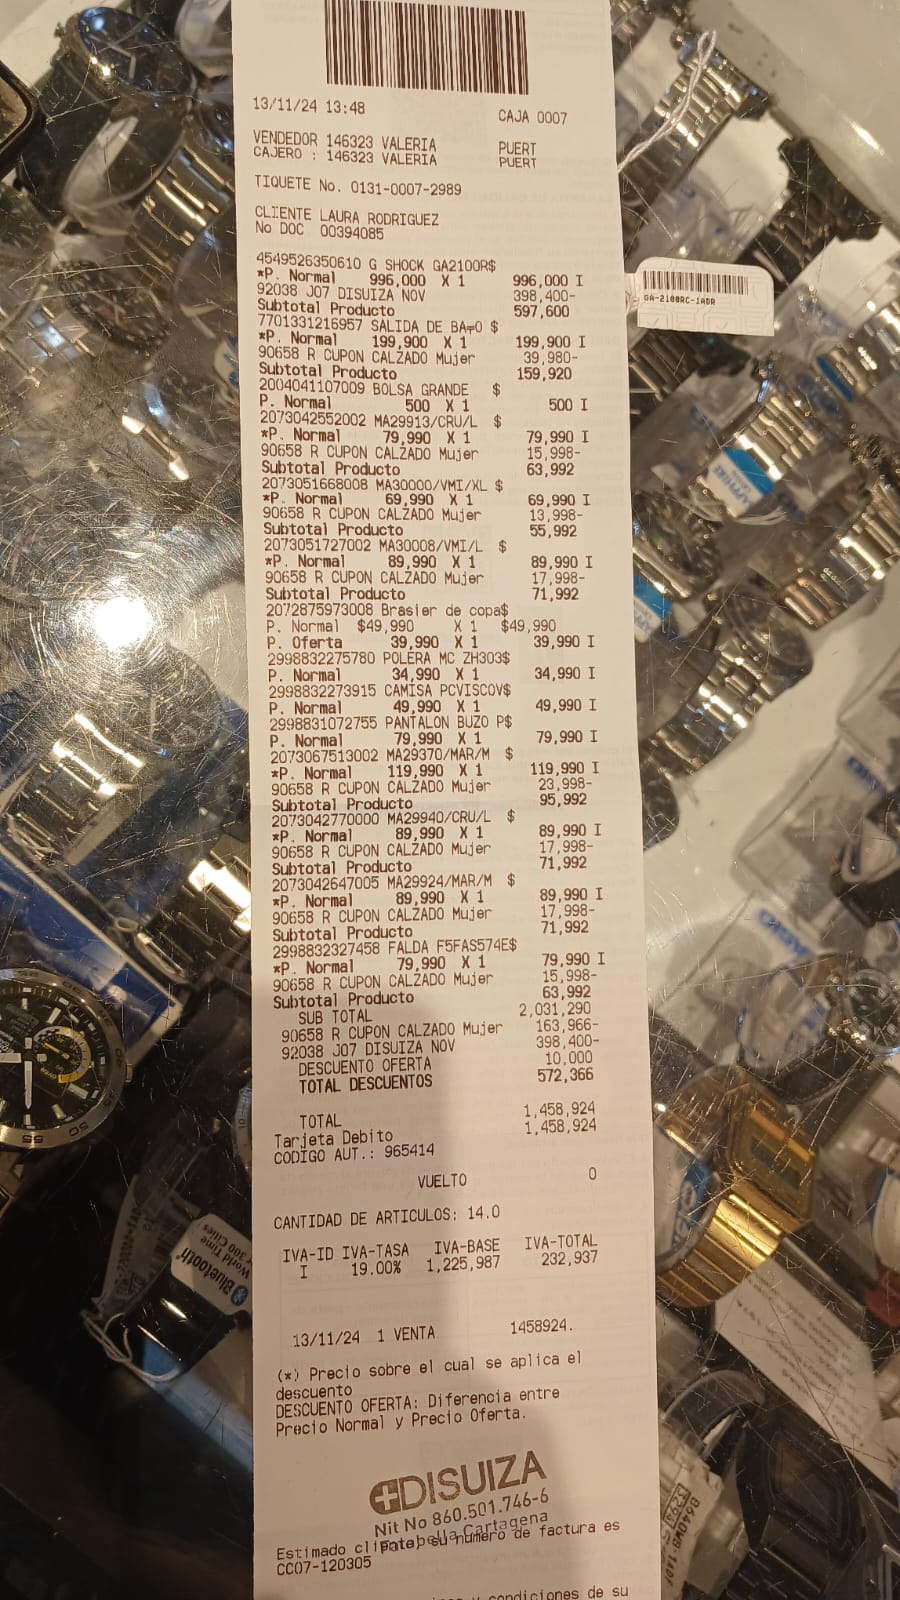 13/11/24 13:48 CAJA 0007
VENDEDOR 146323 VALERIA PUERT
CAJERO : 146323 VALERIA PUERT
TIQUETE No. 0131-0007-2989
CLIENTE LAURA RODRIGUEZ
No DOC 00394085
4549526350610 G SHOCK GA2100R$
*P. Normal 996,000 X 1 996,000 I
92038 J07 DISUIZA NOV 398,400-
Subtotal Producto 597,600
7701331216957 SALIDA DE BA╤O $
*P. Normal 199,900 X 1 199,900 I
90658 R CUPON CALZADO Mujer 39,980-
Subtotal Producto 159,920
2004041107009 BOLSA GRANDE $
P. Normal 500 X 1 500 I
2073042552002 MA29913/CRU/L $
*P. Normal 79,990 X 1 79,990 I
90658 R CUPON CALZADO Mujer 15,998-
Subtotal Producto 63,992
2073051668008 MA30000/VMI/XL $
*P. Normal 69,990 X 1 69,990 I
90658 R CUPON CALZADO Mujer 13,998-
Subtotal Producto 55,992
2073051727002 MA30008/VMI/L $
*P. Normal 89,990 X 1 89,990 I
90658 R CUPON CALZADO Mujer 17,998-
Subtotal Producto 71,992
2072875973008 Brasier de copa$
P. Normal $49,990 X 1 $49,990
P. Oferta 39,990 X 1 39,990 I
2998832275780 POLERA MC ZH303$
P. Normal 34,990 X 1 34,990 I
2998832273915 CAMISA PCVISCOV$
P. Normal 49,990 X 1 49,990 I
2998831072755 PANTALON BUZO P$
P. Normal 79,990 X 1 79,990 I
2073067513002 MA29370/MAR/M $
*P. Normal 119,990 X 1 119,990 I
90658 R CUPON CALZADO Mujer 23,998-
Subtotal Producto 95,992
2073042770000 MA29940/CRU/L $
*P. Normal 89,990 X 1 89,990 I
90658 R CUPON CALZADO Mujer 17,998-
Subtotal Producto 71,992
2073042647005 MA29924/MAR/M $
*P. Normal 89,990 X 1 89,990 I
90658 R CUPON CALZADO Mujer 17,998-
Subtotal Producto 71,992
2998832327458 FALDA F5FAS574E$
*P. Normal 79,990 X 1 79,990 I
90658 R CUPON CALZADO Mujer 15,998-
Subtotal Producto 63,992
SUB TOTAL 2,031,290
90658 R CUPON CALZADO Mujer 163,966-
92038 J07 DISUIZA NOV 398,400-
DESCUENTO OFERTA 10,000
TOTAL DESCUENTOS 572,366
TOTAL 1,458,924
Tarjeta Debito 1,458,924
CODIGO AUT.: 965414
VUELTO 0
CANTIDAD DE ARTICULOS: 14.0
IVA-ID IVA-TASA IVA-BASE IVA-TOTAL
I 19.00% 1,225,987 232,937
13/11/24 1 VENTA 1458924.
(*) Precio sobre el cual se aplica el
descuento
DESCUENTO OFERTA: Diferencia entre
Precio Normal y Precio Oferta.
DISUIZA
Nit No 860.501.746-6
Falabella Cartagena
Estimado cliente, su número de factura es
CC07-120305
y condiciones de su
GA-2100RC-1ADR
Bluetooth
World Time
300 Cities